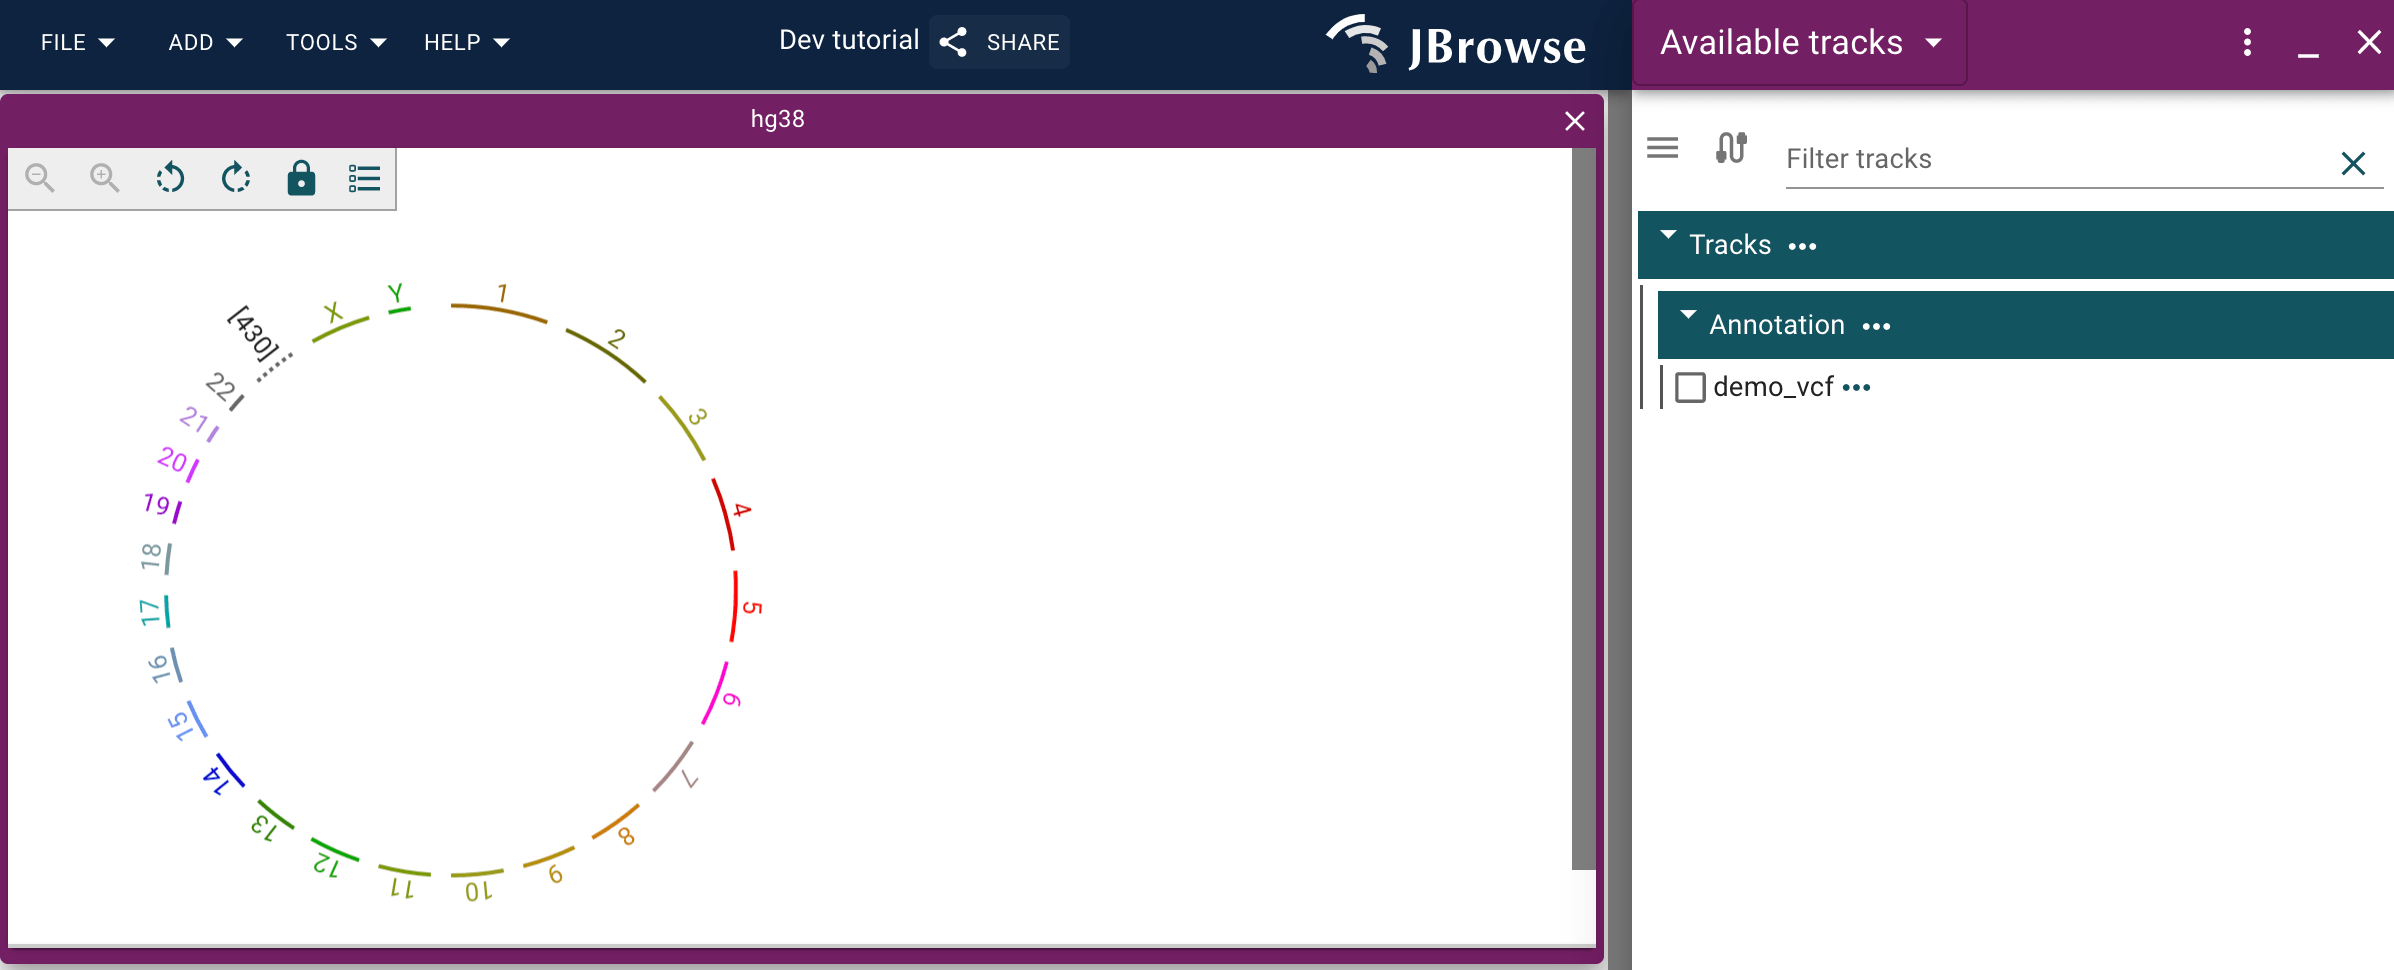 FILE ADD TOOLS HELP Dev tutorial SHARE JBrowse
Available tracks
hg38
Filter tracks
Tracks
Annotation
demo_vcf
1
2
3
4
5
6
7
8
9
10
11
12
13
14
15
16
17
18
19
20
21
22
[430]
X
Y